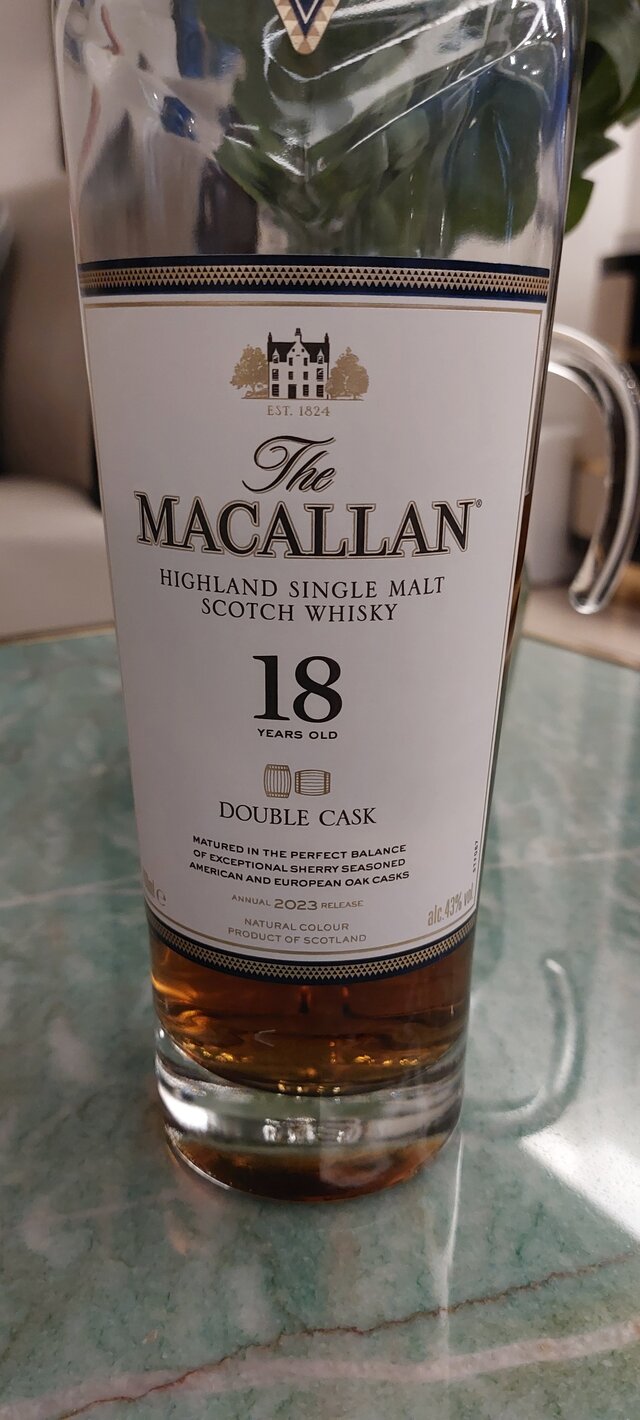 EST. 1824
The
MACALLAN®
HIGHLAND SINGLE MALT
SCOTCH WHISKY
18
YEARS OLD
DOUBLE CASK
MATURED IN THE PERFECT BALANCE
OF EXCEPTIONAL SHERRY SEASONED
AMERICAN AND EUROPEAN OAK CASKS
ANNUAL 2023 RELEASE
NATURAL COLOUR
PRODUCT OF SCOTLAND
alc.43% vol